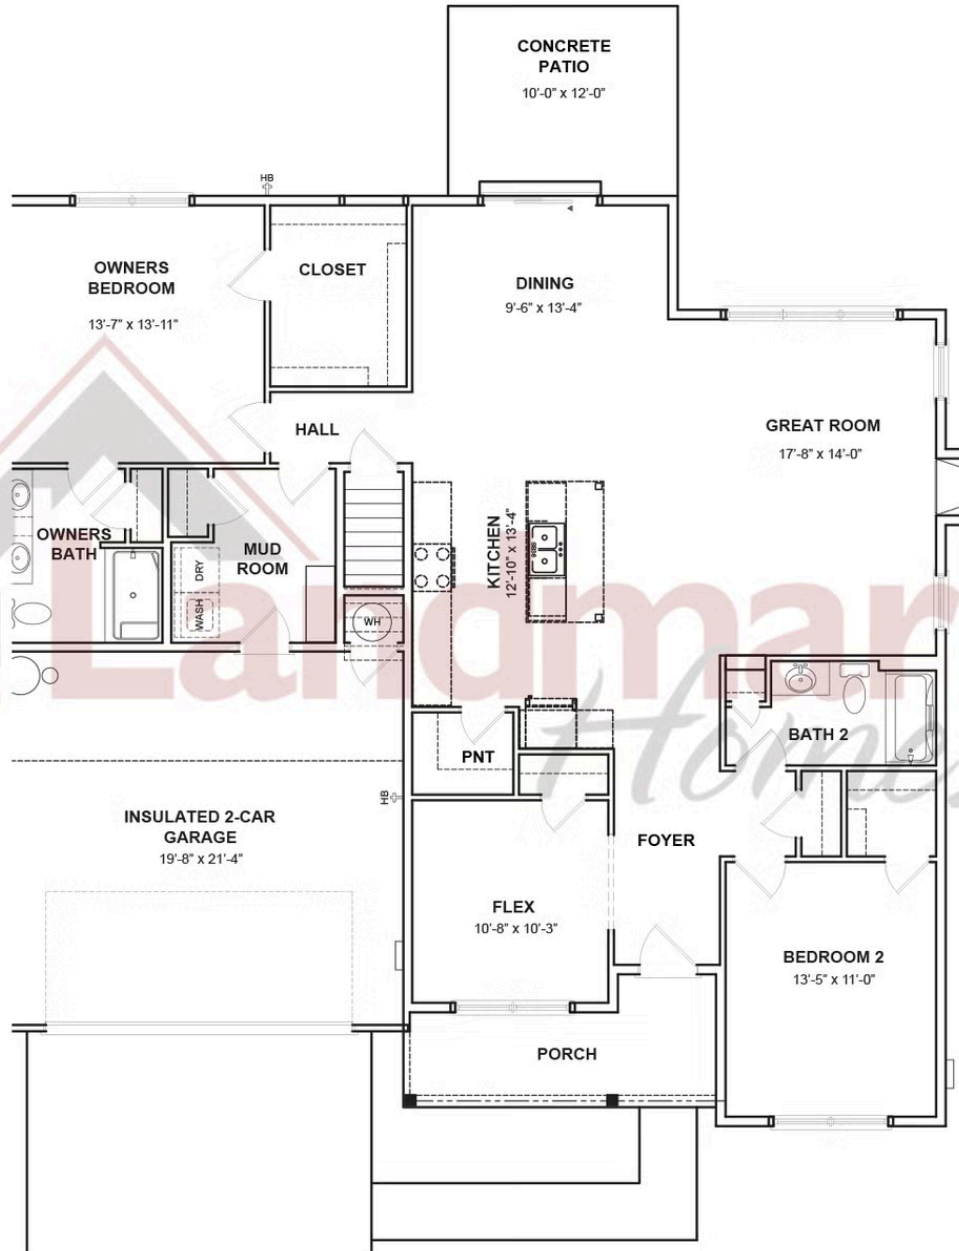 CONCRETE
PATIO
10'-0" x 12'-0"
HB
OWNERS
BEDROOM
13'-7" x 13'-11"
CLOSET
DINING
9'-6" x 13'-4"
HALL
GREAT ROOM
17'-8" x 14'-0"
OWNERS
BATH
MUD
ROOM
DRY
WASH
WH
KITCHEN
12'-10" x 13'-4"
Landmar
Homes
BATH 2
PNT
HB
INSULATED 2-CAR
GARAGE
19'-8" x 21'-4"
FOYER
FLEX
10'-8" x 10'-3"
BEDROOM 2
13'-5" x 11'-0"
PORCH